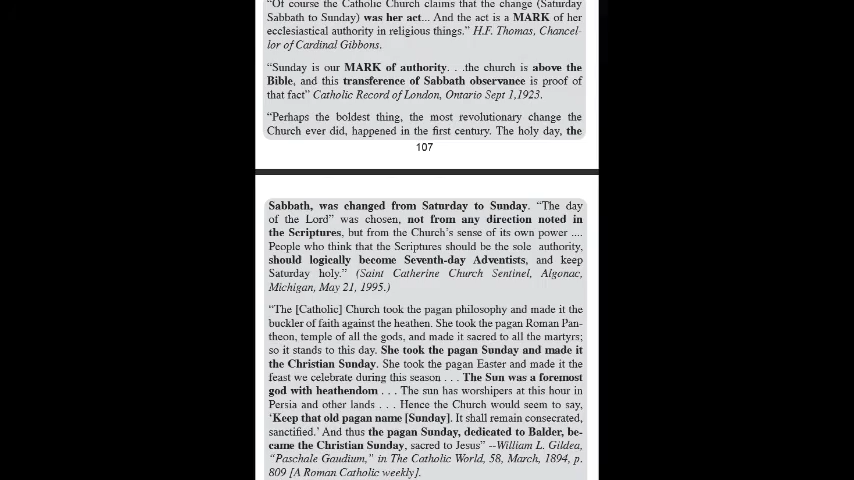 "Of course the Catholic Church claims that the change (Saturday
Sabbath to Sunday) was her act... And the act is a MARK of her
ecclesiastical authority in religious things." H.F. Thomas, Chancel-
lor of Cardinal Gibbons.
"Sunday is our MARK of authority. . .the church is above the
Bible, and this transference of Sabbath observance is proof of
that fact" Catholic Record of London, Ontario Sept 1,1923.
"Perhaps the boldest thing, the most revolutionary change the
Church ever did, happened in the first century. The holy day, the
107
Sabbath, was changed from Saturday to Sunday. "The day
of the Lord" was chosen, not from any direction noted in
the Scriptures, but from the Church's sense of its own power ....
People who think that the Scriptures should be the sole authority,
should logically become Seventh-day Adventists, and keep
Saturday holy." (Saint Catherine Church Sentinel, Algonac,
Michigan, May 21, 1995.)
"The [Catholic] Church took the pagan philosophy and made it the
buckler of faith against the heathen. She took the pagan Roman Pan-
theon, temple of all the gods, and made it sacred to all the martyrs;
so it stands to this day. She took the pagan Sunday and made it
the Christian Sunday. She took the pagan Easter and made it the
feast we celebrate during this season . . . The Sun was a foremost
god with heathendom . . . The sun has worshipers at this hour in
Persia and other lands . . . Hence the Church would seem to say,
'Keep that old pagan name [Sunday]. It shall remain consecrated,
sanctified.' And thus the pagan Sunday, dedicated to Balder, be-
came the Christian Sunday, sacred to Jesus" --William L. Gildea,
"Paschale Gaudium," in The Catholic World, 58, March, 1894, p.
809 [A Roman Catholic weekly].